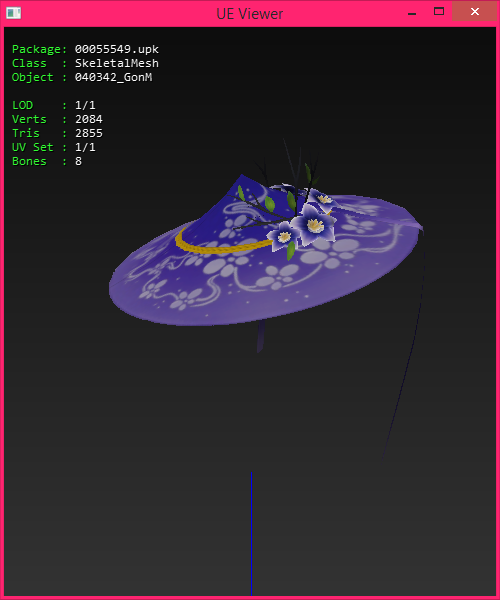 UE Viewer
Package: 00055549.upk
Class : SkeletalMesh
Object : 040342_GonM
LOD : 1/1
Verts : 2084
Tris : 2855
UV Set : 1/1
Bones : 8